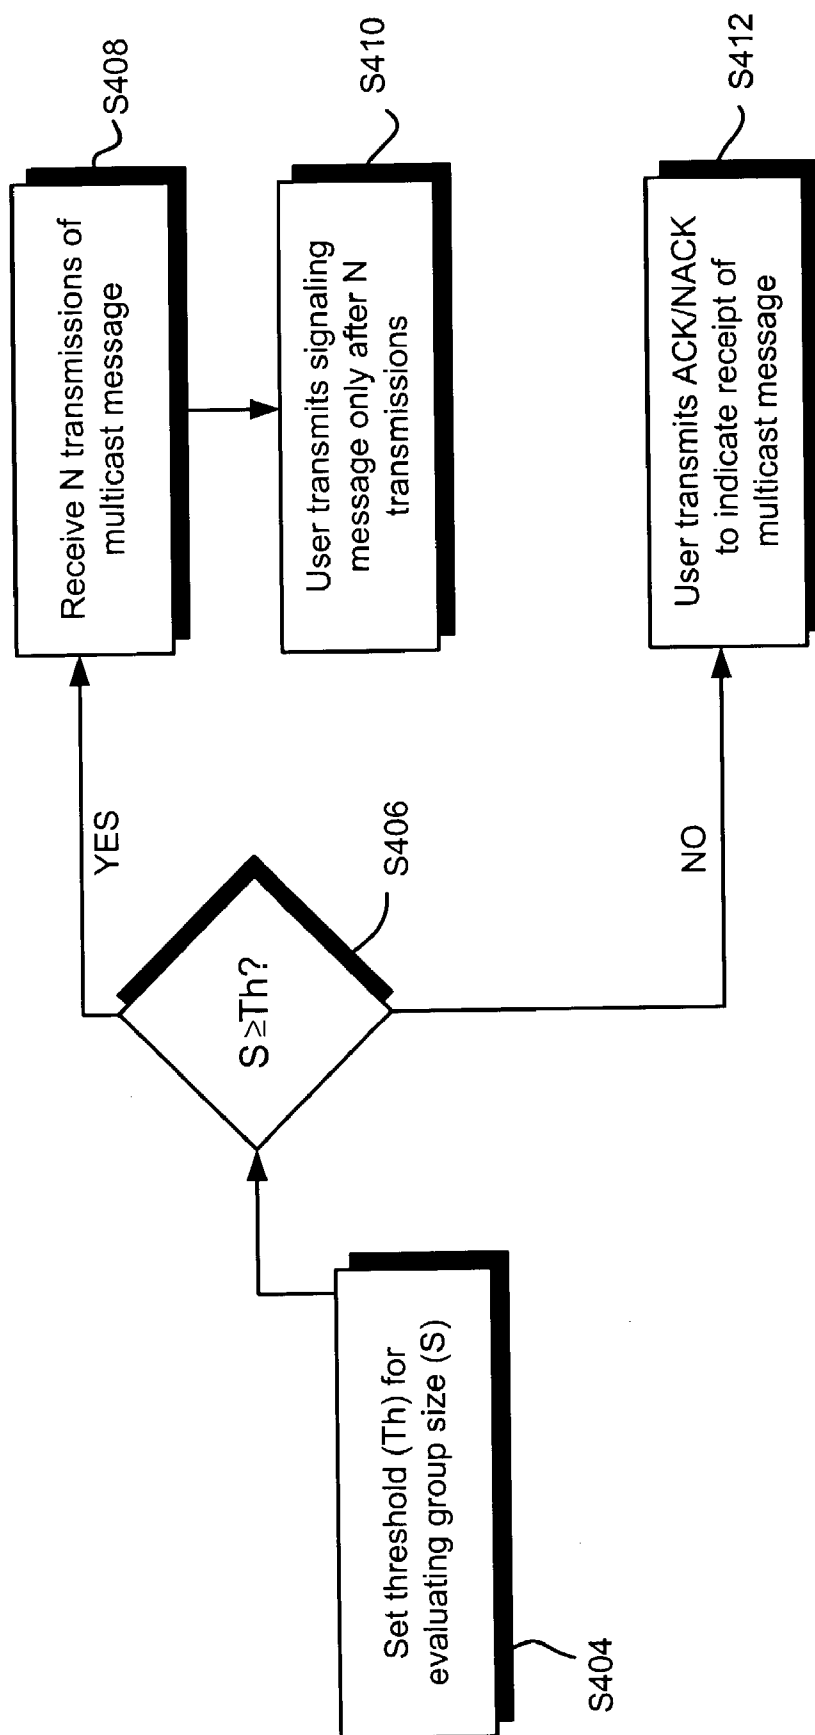 Set threshold (Th) for
evaluating group size (S)
S404
S≥Th?
S406
YES
Receive N transmissions of
multicast message
S408
User transmits signaling
message only after N
transmissions
S410
NO
User transmits ACK/NACK
to indicate receipt of
multicast message
S412